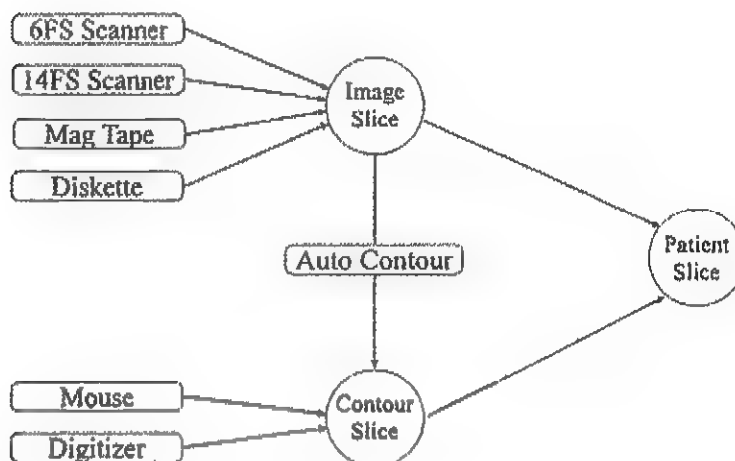 6FS Scanner
14FS Scanner
Mag Tape
Diskette
Image
Slice
Auto Contour
Patient
Slice
Mouse
Digitizer
Contour
Slice